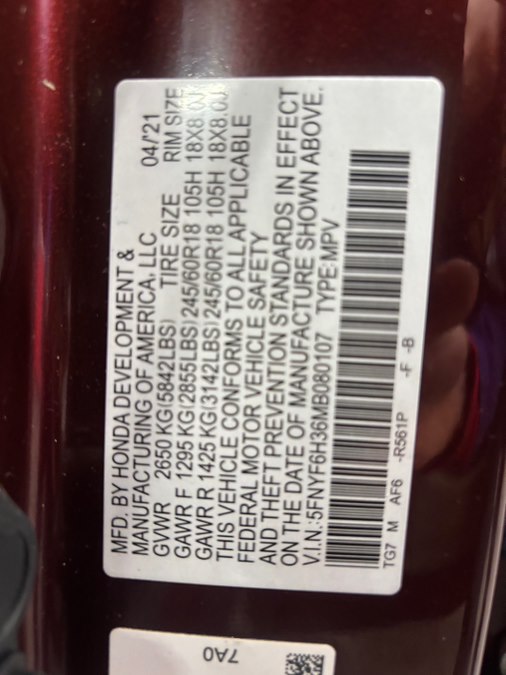 MFD. BY HONDA DEVELOPMENT &
MANUFACTURING OF AMERICA, LLC 04/'21
GVWR 2650 KG(5842LBS) TIRE SIZE RIM SIZE
GAWR F 1295 KG(2855LBS)245/60R18 105H 18X8.0J
GAWR R 1425 KG(3142LBS)245/60R18 105H 18X8.0J
THIS VEHICLE CONFORMS TO ALL APPLICABLE
FEDERAL MOTOR VEHICLE SAFETY
AND THEFT PREVENTION STANDARDS IN EFFECT
ON THE DATE OF MANUFACTURE SHOWN ABOVE.
V.I.N.:5FNYF6H36MB080107 TYPE:MPV
TG7 M AF6 -R561P -F -B
7A0